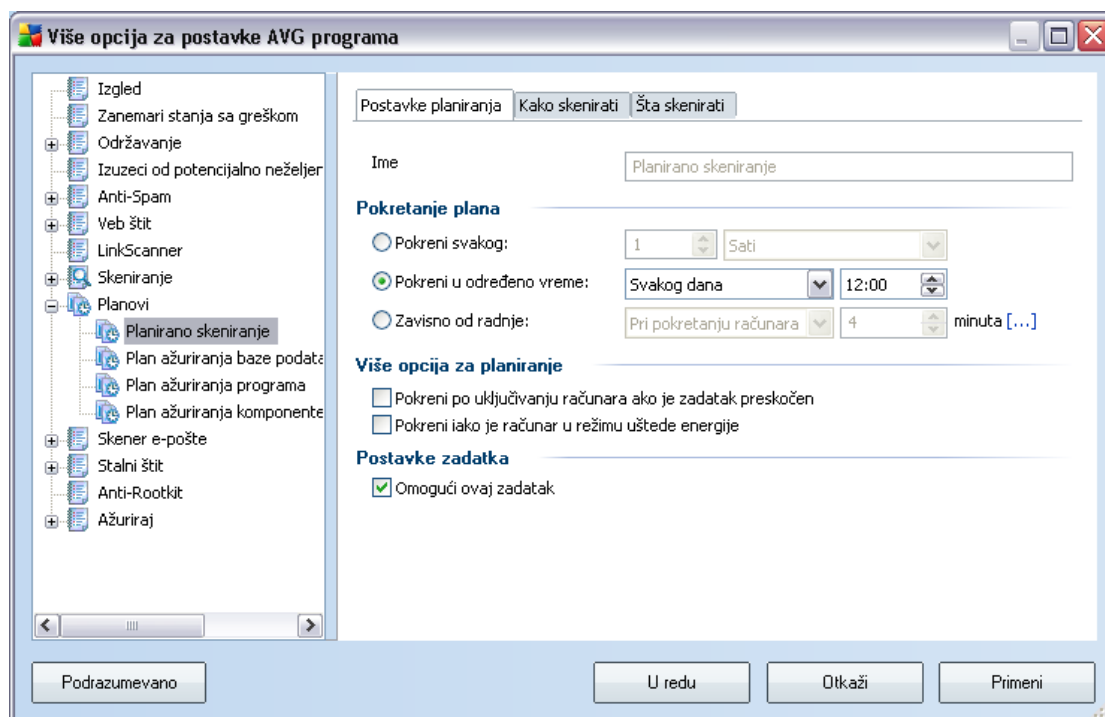 Više opcija za postavke AVG programa
Izgled
Zanemari stanja sa greškom
Održavanje
Izuzeci od potencijalno neželjer
Anti-Spam
Veb štit
LinkScanner
Skeniranje
Planovi
Planirano skeniranje
Plan ažuriranja baze podata
Plan ažuriranja programa
Plan ažuriranja komponente
Skener e-pošte
Stalni štit
Anti-Rootkit
Ažuriraj
Postavke planiranja Kako skenirati Šta skenirati
Ime Planirano skeniranje
Pokretanje plana
Pokreni svakog: 1 Sati
Pokreni u određeno vreme: Svakog dana 12:00
Zavisno od radnje: Pri pokretanju računara 4 minuta [...]
Više opcija za planiranje
Pokreni po uključivanju računara ako je zadatak preskočen
Pokreni iako je računar u režimu uštede energije
Postavke zadatka
Omogući ovaj zadatak
Podrazumevano U redu Otkaži Primeni